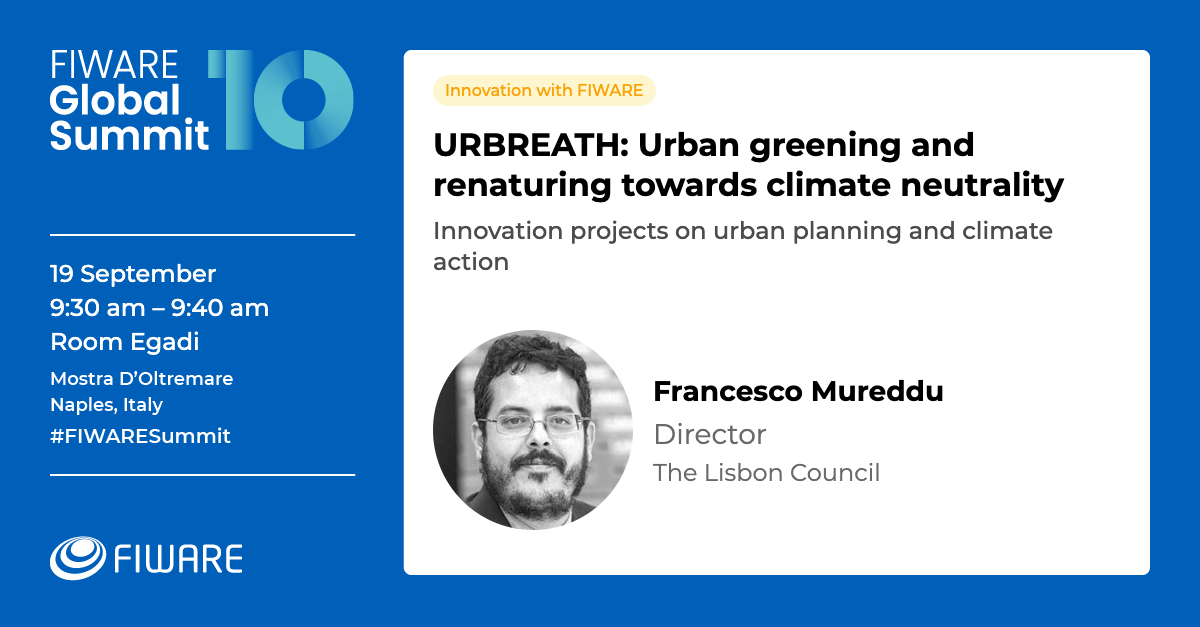 FIWARE
Global
Summit
10
19 September
9:30 am – 9:40 am
Room Egadi
Mostra D’Oltremare
Naples, Italy
#FIWARESummit
FIWARE
Innovation with FIWARE
URBREATH: Urban greening and
renaturing towards climate neutrality
Innovation projects on urban planning and climate
action
Francesco Mureddu
Director
The Lisbon Council